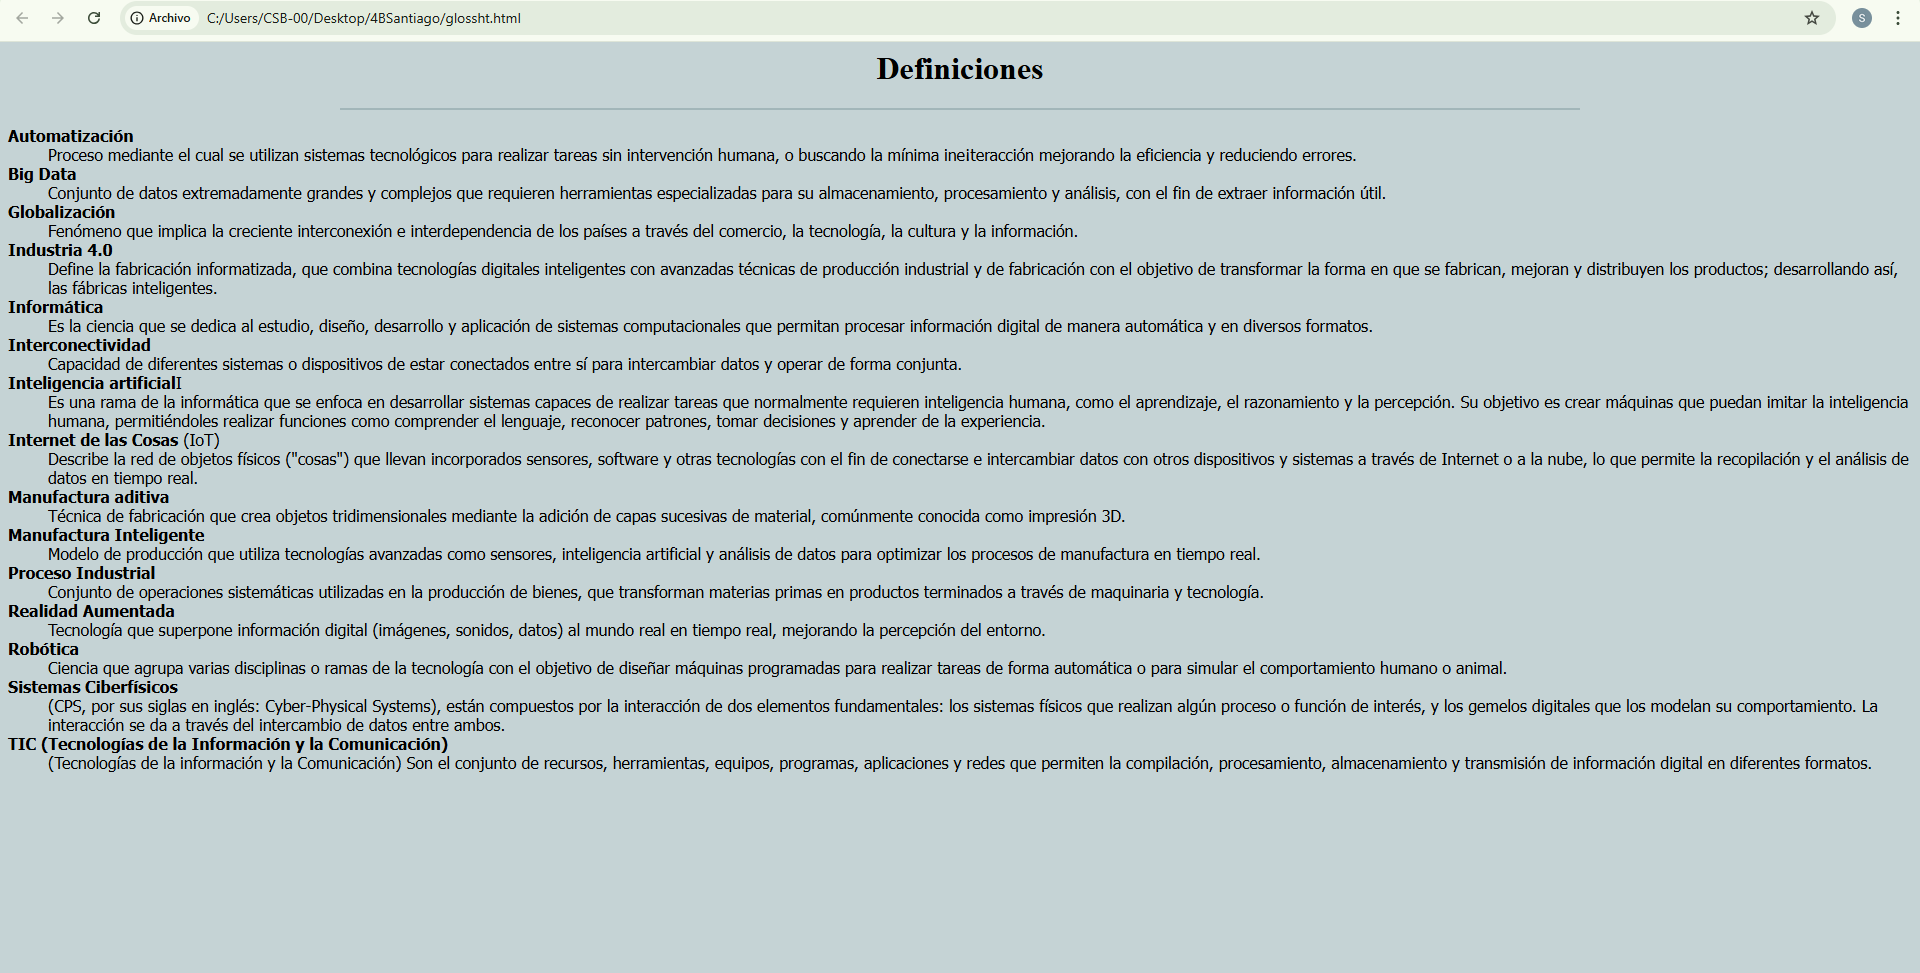 Archivo C:/Users/CSB-00/Desktop/4BSantiago/glossht.html S
Definiciones
Automatización
Proceso mediante el cual se utilizan sistemas tecnológicos para realizar tareas sin intervención humana, o buscando la mínima ineiteracción mejorando la eficiencia y reduciendo errores.
Big Data
Conjunto de datos extremadamente grandes y complejos que requieren herramientas especializadas para su almacenamiento, procesamiento y análisis, con el fin de extraer información útil.
Globalización
Fenómeno que implica la creciente interconexión e interdependencia de los países a través del comercio, la tecnología, la cultura y la información.
Industria 4.0
Define la fabricación informatizada, que combina tecnologías digitales inteligentes con avanzadas técnicas de producción industrial y de fabricación con el objetivo de transformar la forma en que se fabrican, mejoran y distribuyen los productos; desarrollando así,
las fábricas inteligentes.
Informática
Es la ciencia que se dedica al estudio, diseño, desarrollo y aplicación de sistemas computacionales que permitan procesar información digital de manera automática y en diversos formatos.
Interconectividad
Capacidad de diferentes sistemas o dispositivos de estar conectados entre sí para intercambiar datos y operar de forma conjunta.
Inteligencia artificialI
Es una rama de la informática que se enfoca en desarrollar sistemas capaces de realizar tareas que normalmente requieren inteligencia humana, como el aprendizaje, el razonamiento y la percepción. Su objetivo es crear máquinas que puedan imitar la inteligencia
humana, permitiéndoles realizar funciones como comprender el lenguaje, reconocer patrones, tomar decisiones y aprender de la experiencia.
Internet de las Cosas (IoT)
Describe la red de objetos físicos ("cosas") que llevan incorporados sensores, software y otras tecnologías con el fin de conectarse e intercambiar datos con otros dispositivos y sistemas a través de Internet o a la nube, lo que permite la recopilación y el análisis de
datos en tiempo real.
Manufactura aditiva
Técnica de fabricación que crea objetos tridimensionales mediante la adición de capas sucesivas de material, comúnmente conocida como impresión 3D.
Manufactura Inteligente
Modelo de producción que utiliza tecnologías avanzadas como sensores, inteligencia artificial y análisis de datos para optimizar los procesos de manufactura en tiempo real.
Proceso Industrial
Conjunto de operaciones sistemáticas utilizadas en la producción de bienes, que transforman materias primas en productos terminados a través de maquinaria y tecnología.
Realidad Aumentada
Tecnología que superpone información digital (imágenes, sonidos, datos) al mundo real en tiempo real, mejorando la percepción del entorno.
Robótica
Ciencia que agrupa varias disciplinas o ramas de la tecnología con el objetivo de diseñar máquinas programadas para realizar tareas de forma automática o para simular el comportamiento humano o animal.
Sistemas Ciberfísicos
(CPS, por sus siglas en inglés: Cyber-Physical Systems), están compuestos por la interacción de dos elementos fundamentales: los sistemas físicos que realizan algún proceso o función de interés, y los gemelos digitales que los modelan su comportamiento. La
interacción se da a través del intercambio de datos entre ambos.
TIC (Tecnologías de la Información y la Comunicación)
(Tecnologías de la información y la Comunicación) Son el conjunto de recursos, herramientas, equipos, programas, aplicaciones y redes que permiten la compilación, procesamiento, almacenamiento y transmisión de información digital en diferentes formatos.